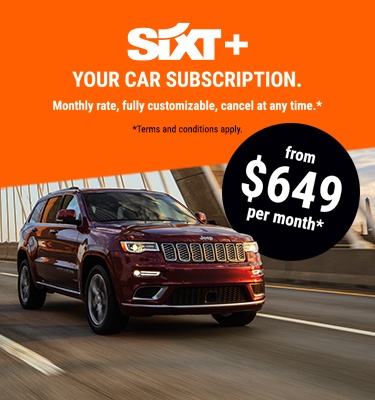 SIXT +
YOUR CAR SUBSCRIPTION.
Monthly rate, fully customizable, cancel at any time.*
*Terms and conditions apply.
from
$649
per month*
Jeep